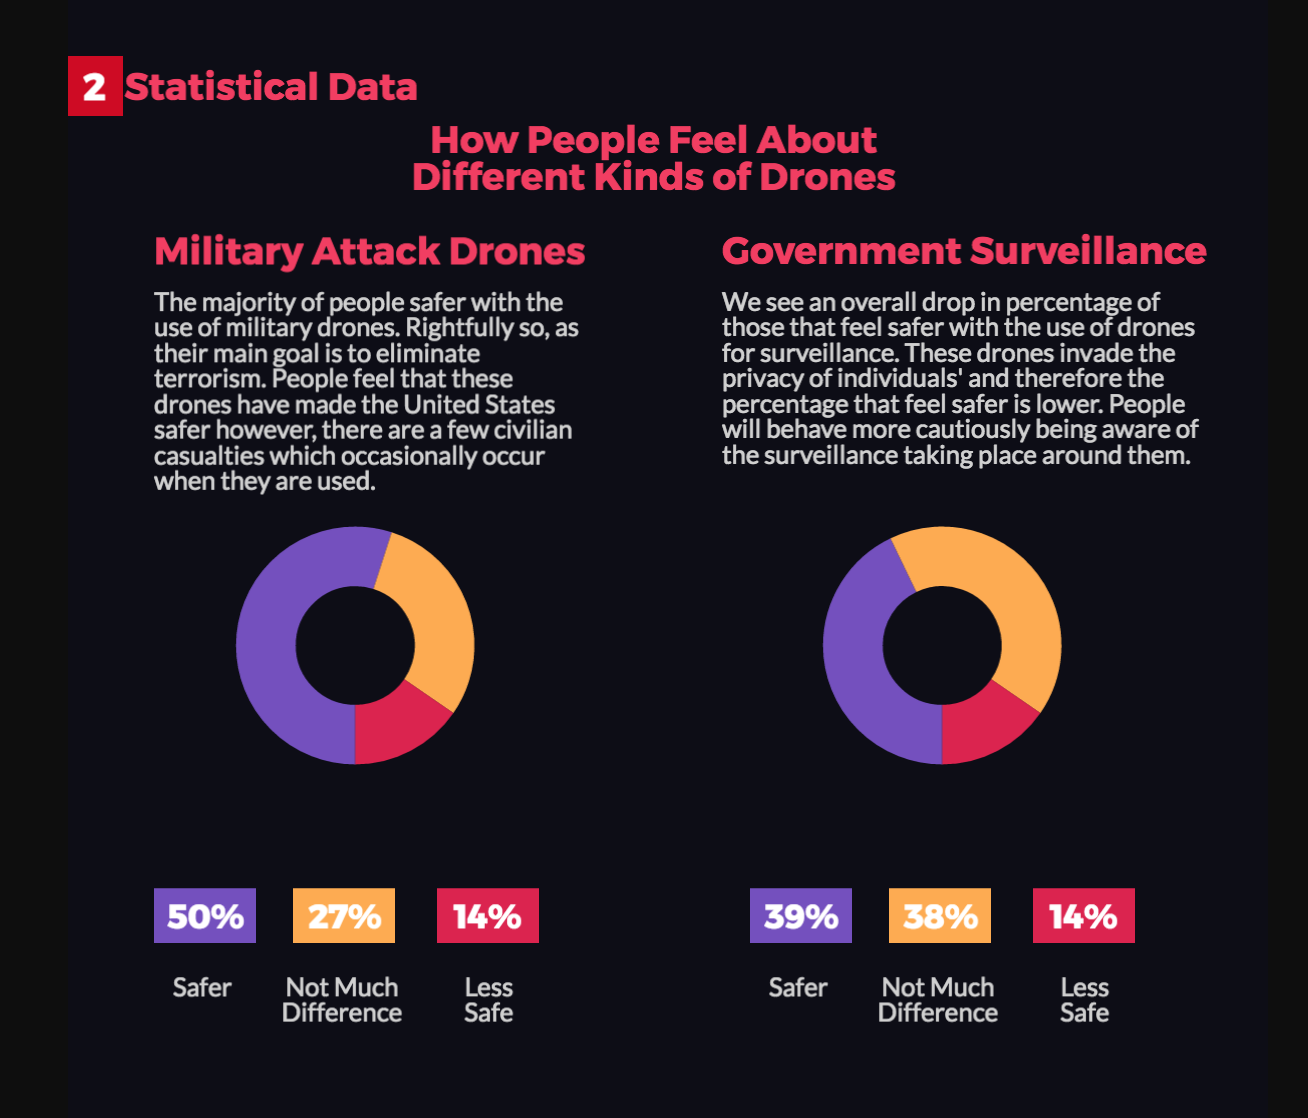 2 Statistical Data
How People Feel About
Different Kinds of Drones
Military Attack Drones
The majority of people safer with the
use of military drones. Rightfully so, as
their main goal is to eliminate
terrorism. People feel that these
drones have made the United States
safer however, there are a few civilian
casualties which occasionally occur
when they are used.
Government Surveillance
We see an overall drop in percentage of
those that feel safer with the use of drones
for surveillance. These drones invade the
privacy of individuals' and therefore the
percentage that feel safer is lower. People
will behave more cautiously being aware of
the surveillance taking place around them.
50% 27% 14%
Safer Not Much Less
Difference Safe
39% 38% 14%
Safer Not Much Less
Difference Safe